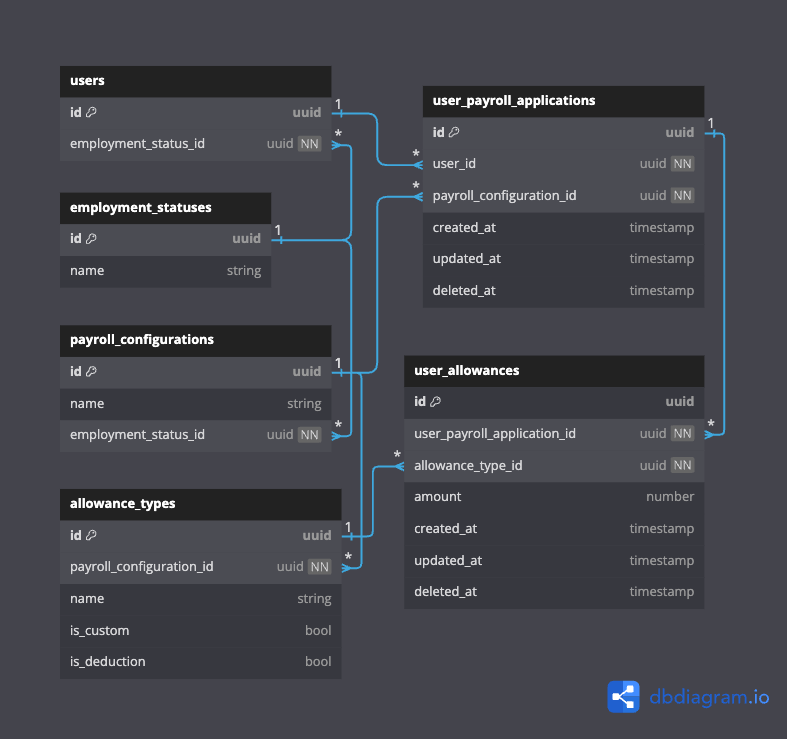 users
id uuid
employment_status_id uuid NN
employment_statuses
id uuid
name string
payroll_configurations
id uuid
name string
employment_status_id uuid NN
allowance_types
id uuid
payroll_configuration_id uuid NN
name string
is_custom bool
is_deduction bool
user_payroll_applications
id uuid
user_id uuid NN
payroll_configuration_id uuid NN
created_at timestamp
updated_at timestamp
deleted_at timestamp
user_allowances
id uuid
user_payroll_application_id uuid NN
allowance_type_id uuid NN
amount number
created_at timestamp
updated_at timestamp
deleted_at timestamp
1
*
1
1
*
1
*
*
*
1
*
*
dbdiagram.io